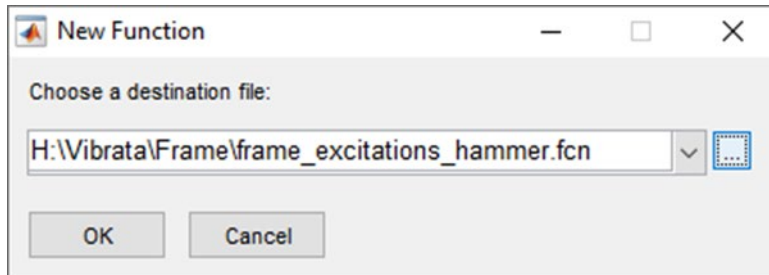 New Function
Choose a destination file:
H:\Vibrata\Frame\frame_excitations_hammer.fcn
...
OK Cancel